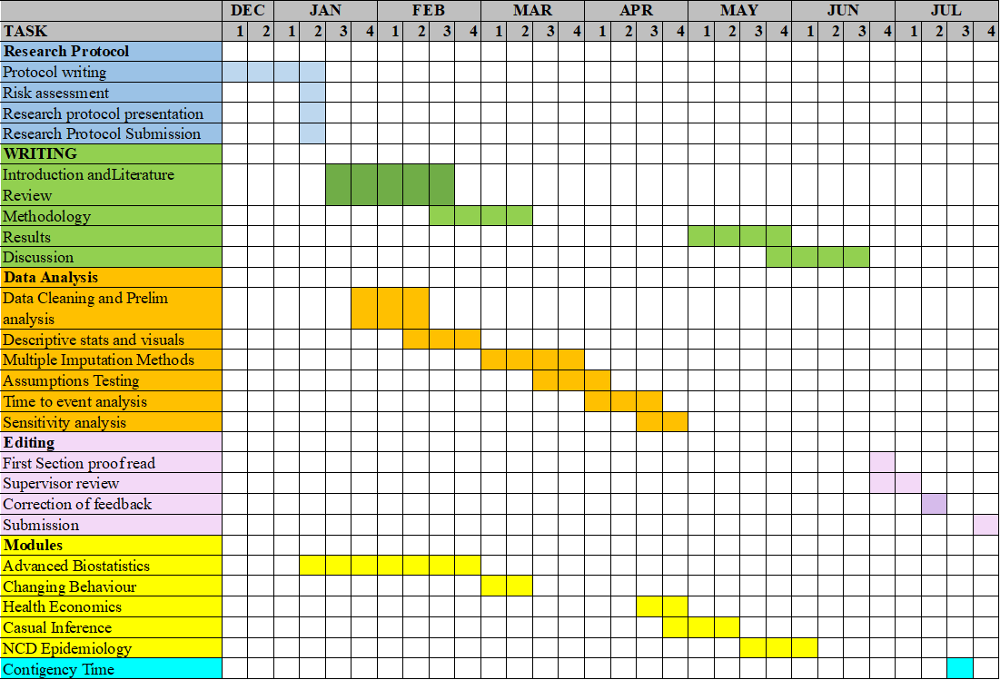 DEC JAN FEB MAR APR MAY JUN JUL
TASK 1 2 1 2 3 4 1 2 3 4 1 2 3 4 1 2 3 4 1 2 3 4 1 2 3 4 1 2 3 4
Research Protocol
Protocol writing
Risk assessment
Research protocol presentation
Research Protocol Submission
WRITING
Introduction andLiterature
Review
Methodology
Results
Discussion
Data Analysis
Data Cleaning and Prelim
analysis
Descriptive stats and visuals
Multiple Imputation Methods
Assumptions Testing
Time to event analysis
Sensitivity analysis
Editing
First Section proof read
Supervisor review
Correction of feedback
Submission
Modules
Advanced Biostatistics
Changing Behaviour
Health Economics
Casual Inference
NCD Epidemiology
Contigency Time